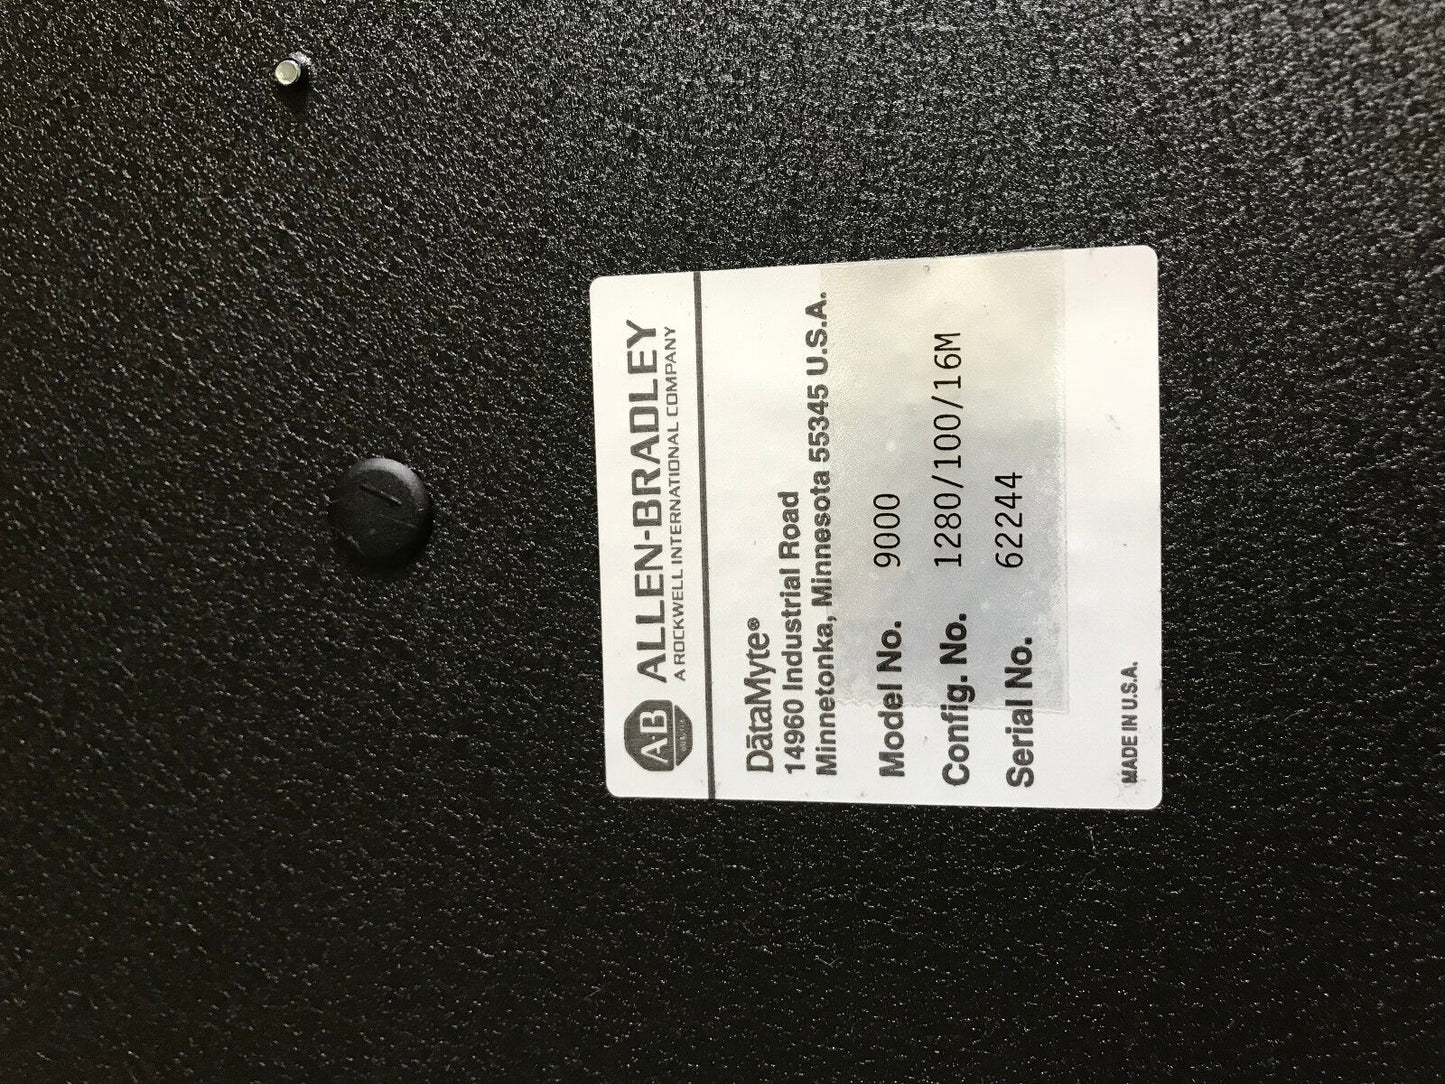 A-B ALLEN-BRADLEY
A ROCKWELL INTERNATIONAL COMPANY
DātaMyte®
14960 Industrial Road
Minnetonka, Minnesota 55345 U.S.A.
Model No. 9000
Config. No. 1280/100/16M
Serial No. 62244
MADE IN U.S.A.